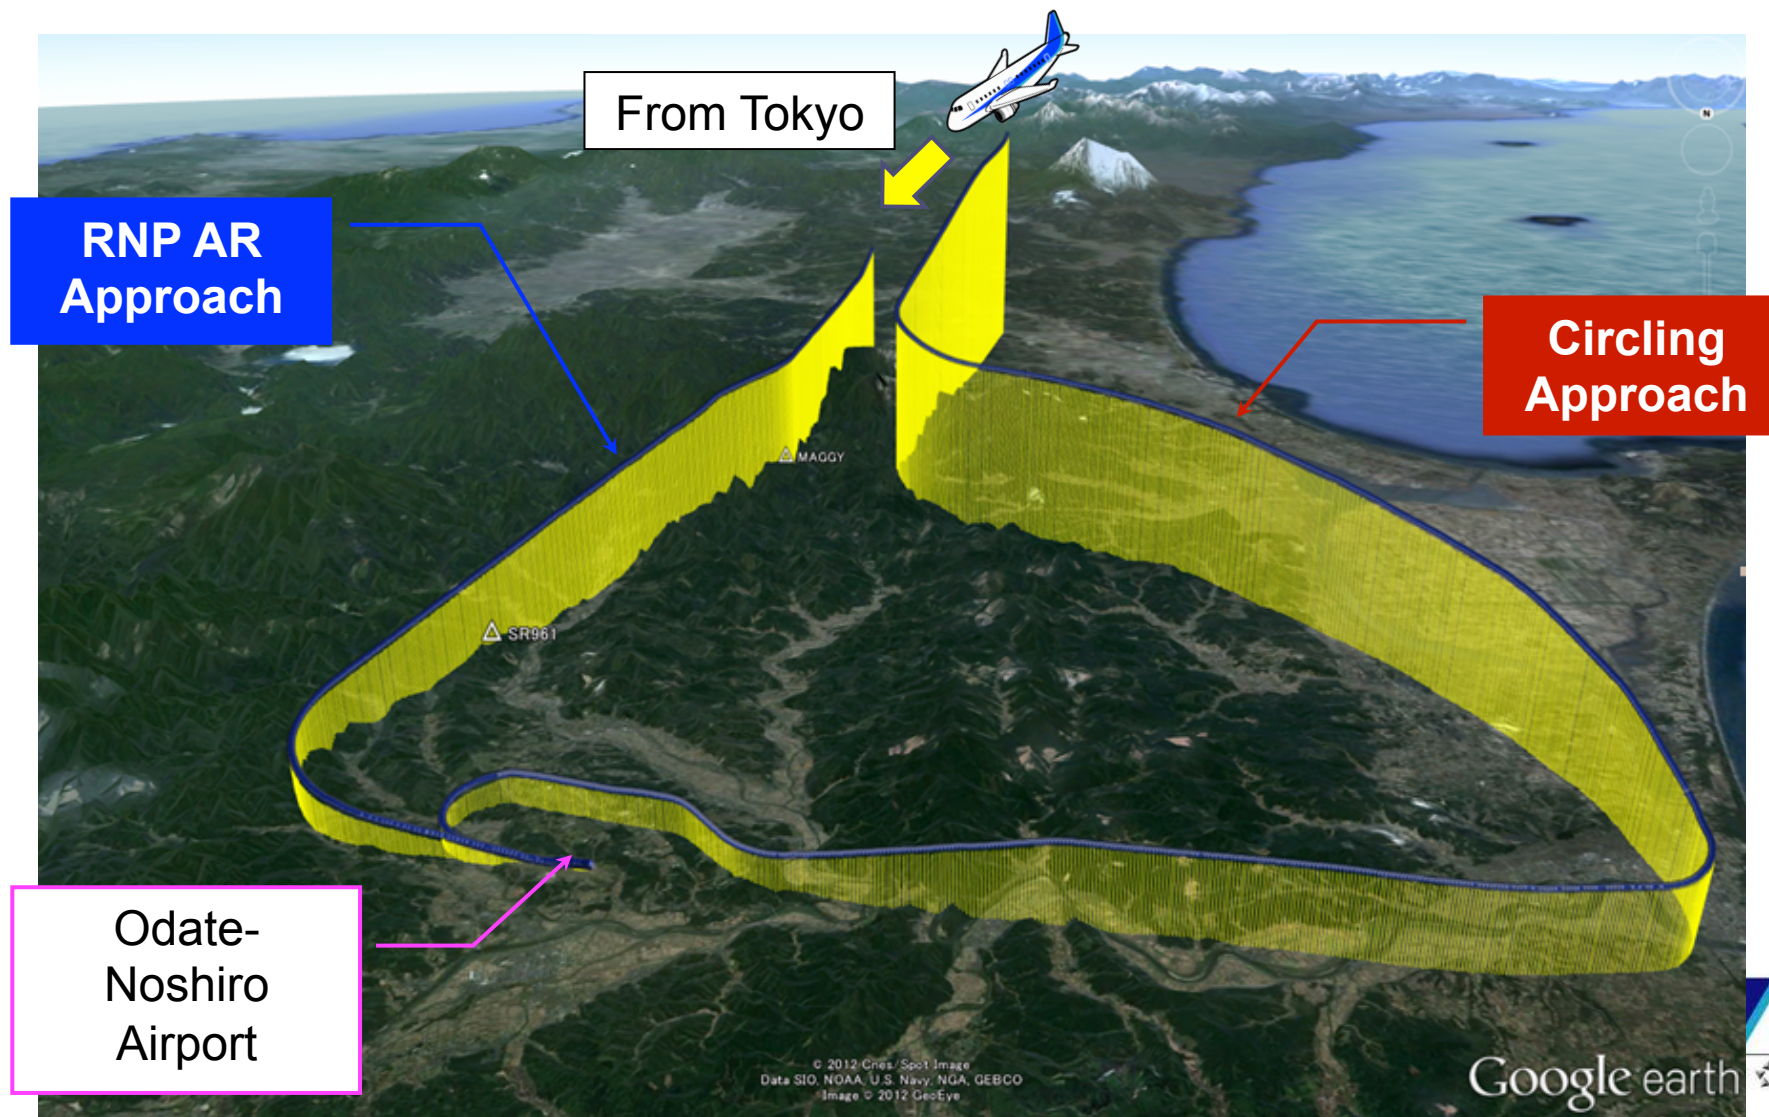 From Tokyo
N
RNP AR
Approach
Circling
Approach
MAGGY
SR961
Odate-
Noshiro
Airport
© 2012 Cnes/Spot Image
Data SIO, NOAA, U.S. Navy, NGA, GEBCO
Image © 2012 GeoEye
Google earth